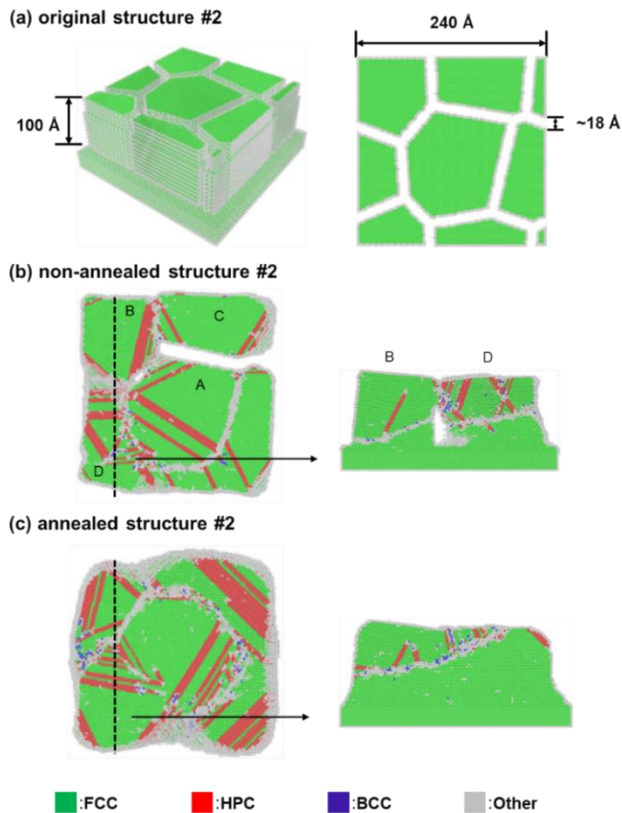 (a) original structure #2
240 Å
100 Å
~18 Å
(b) non-annealed structure #2
B
C
A
D
B
D
(c) annealed structure #2
:FCC
:HPC
:BCC
:Other